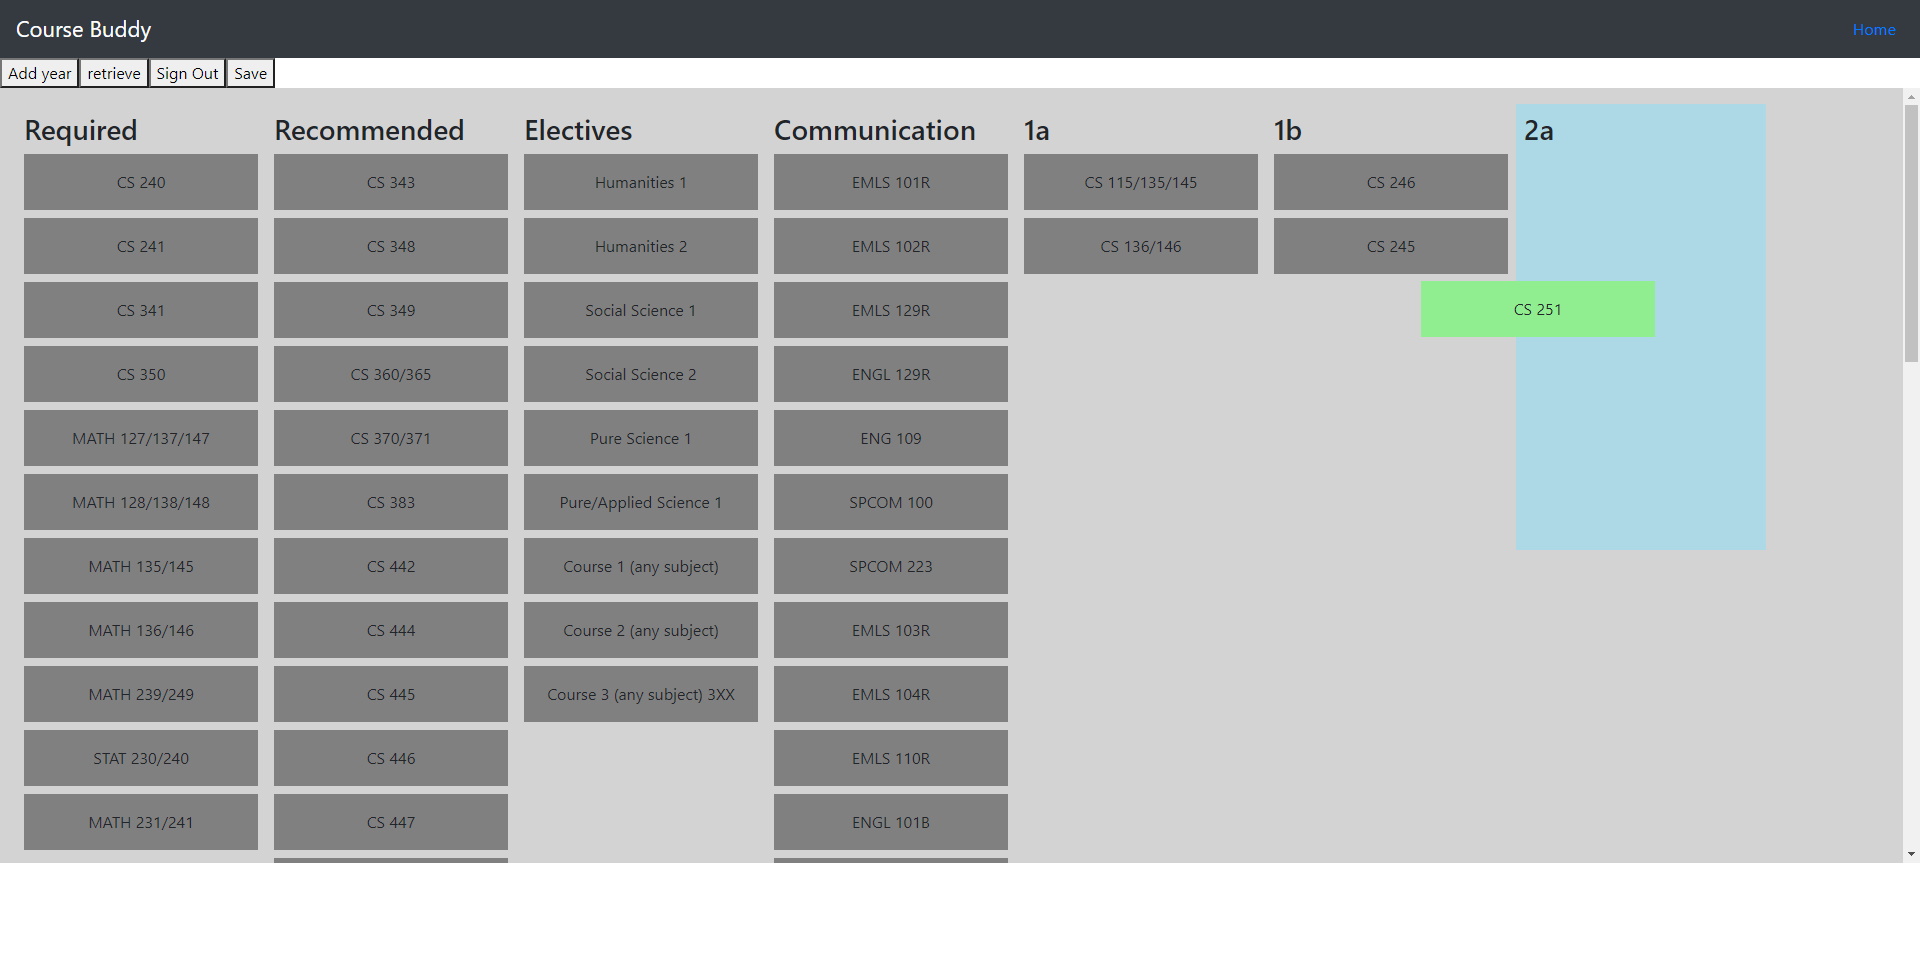 Course Buddy
Home
Add year
retrieve
Sign Out
Save
Required
CS 240
CS 241
CS 341
CS 350
MATH 127/137/147
MATH 128/138/148
MATH 135/145
MATH 136/146
MATH 239/249
STAT 230/240
MATH 231/241
Recommended
CS 343
CS 348
CS 349
CS 360/365
CS 370/371
CS 383
CS 442
CS 444
CS 445
CS 446
CS 447
Electives
Humanities 1
Humanities 2
Social Science 1
Social Science 2
Pure Science 1
Pure/Applied Science 1
Course 1 (any subject)
Course 2 (any subject)
Course 3 (any subject) 3XX
Communication
EMLS 101R
EMLS 102R
EMLS 129R
ENGL 129R
ENG 109
SPCOM 100
SPCOM 223
EMLS 103R
EMLS 104R
EMLS 110R
ENGL 101B
1a
CS 115/135/145
CS 136/146
1b
CS 246
CS 245
2a
CS 251